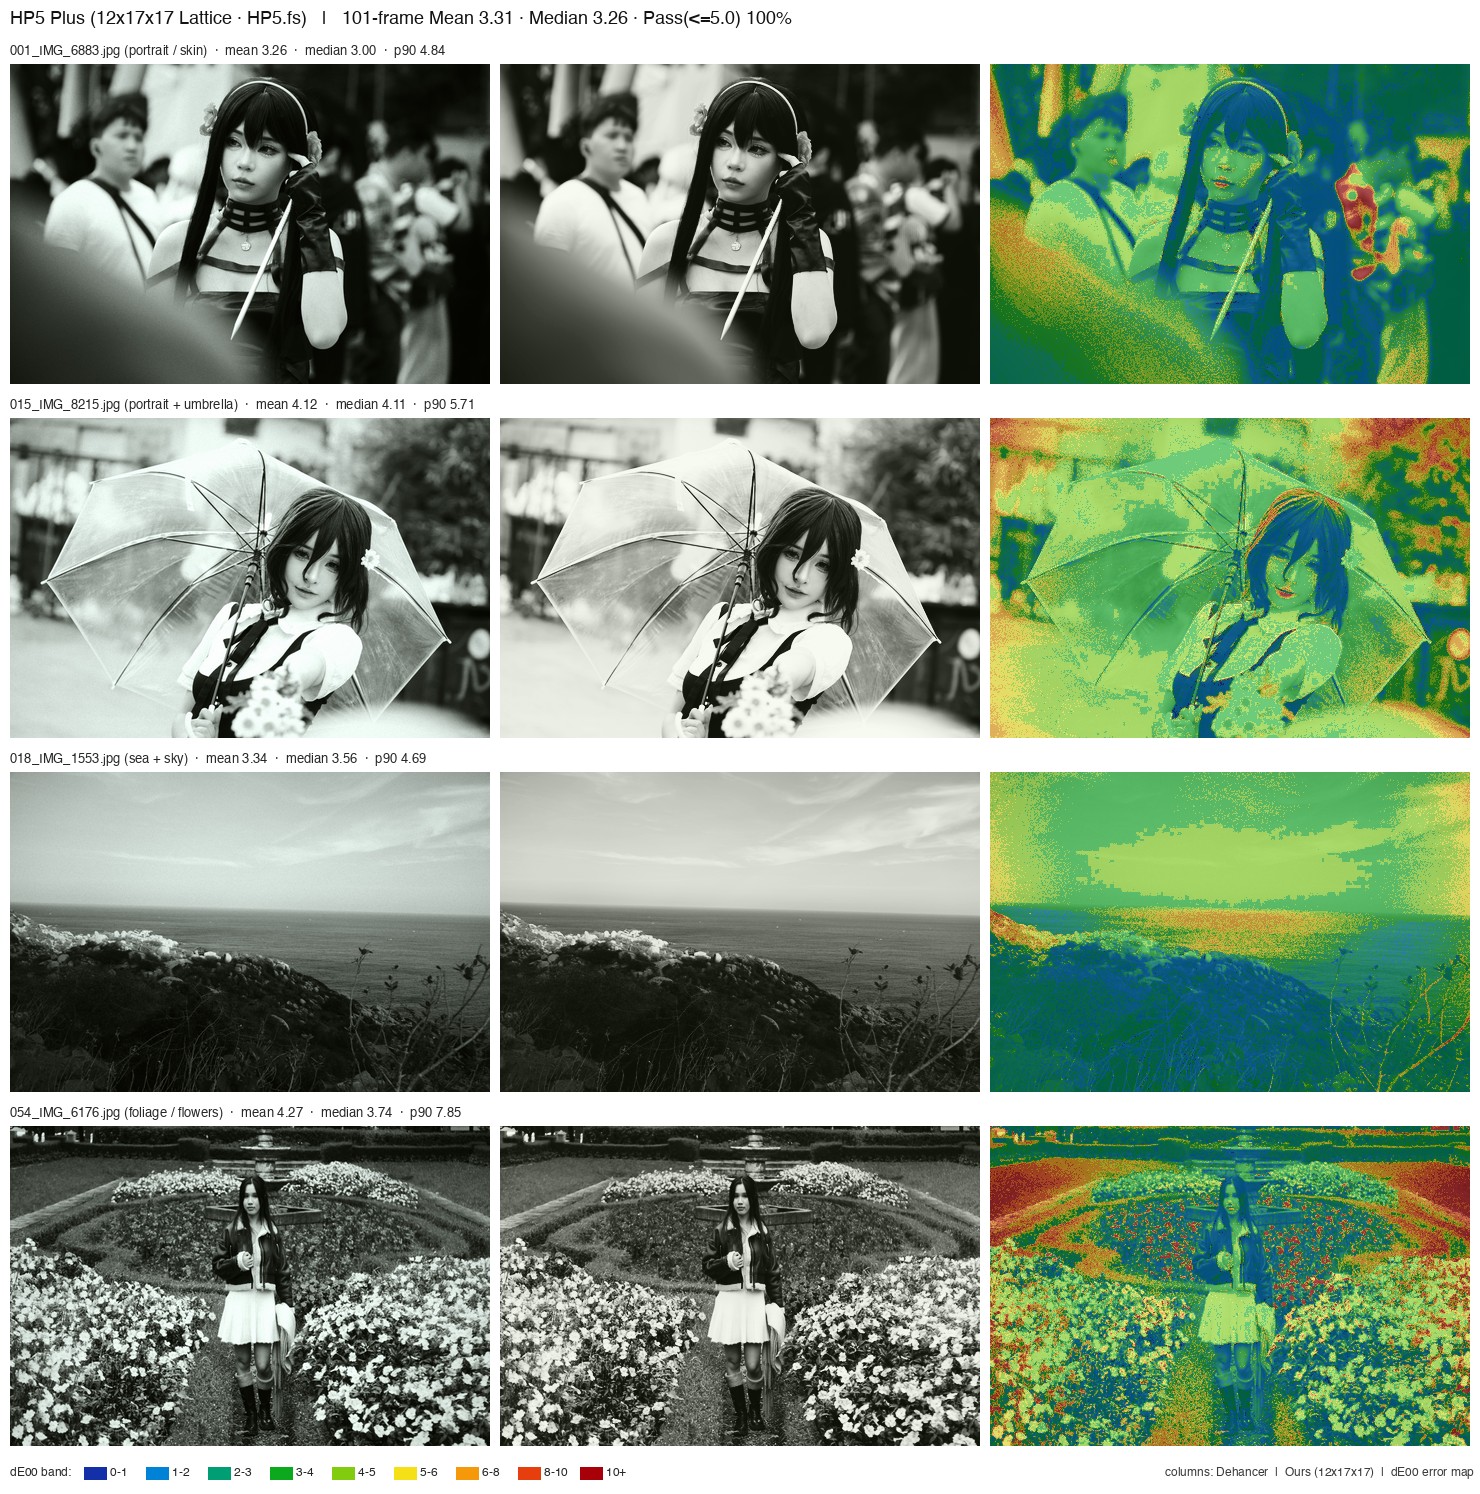 HP5 Plus (12x17x17 Lattice · HP5.fs) | 101-frame Mean 3.31 · Median 3.26 · Pass(<=5.0) 100%
001_IMG_6883.jpg (portrait / skin) · mean 3.26 · median 3.00 · p90 4.84
015_IMG_8215.jpg (portrait + umbrella) · mean 4.12 · median 4.11 · p90 5.71
018_IMG_1553.jpg (sea + sky) · mean 3.34 · median 3.56 · p90 4.69
054_IMG_6176.jpg (foliage / flowers) · mean 4.27 · median 3.74 · p90 7.85
dE00 band: 0-1 1-2 2-3 3-4 4-5 5-6 6-8 8-10 10+ columns: Dehancer | Ours (12x17x17) | dE00 error map